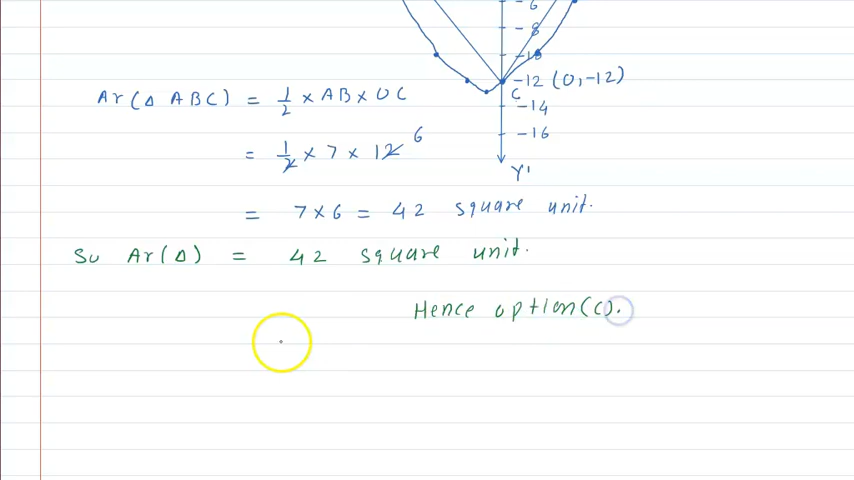 -6
-8
-10
-12 (0,-12)
C
-14
-16
Y'
Ar(Δ ABC) = 1/2 × AB × OC
= 1/2 × 7 × 12 6
= 7×6 = 42 square unit.
So Ar(Δ) = 42 square unit.
Hence option(c).